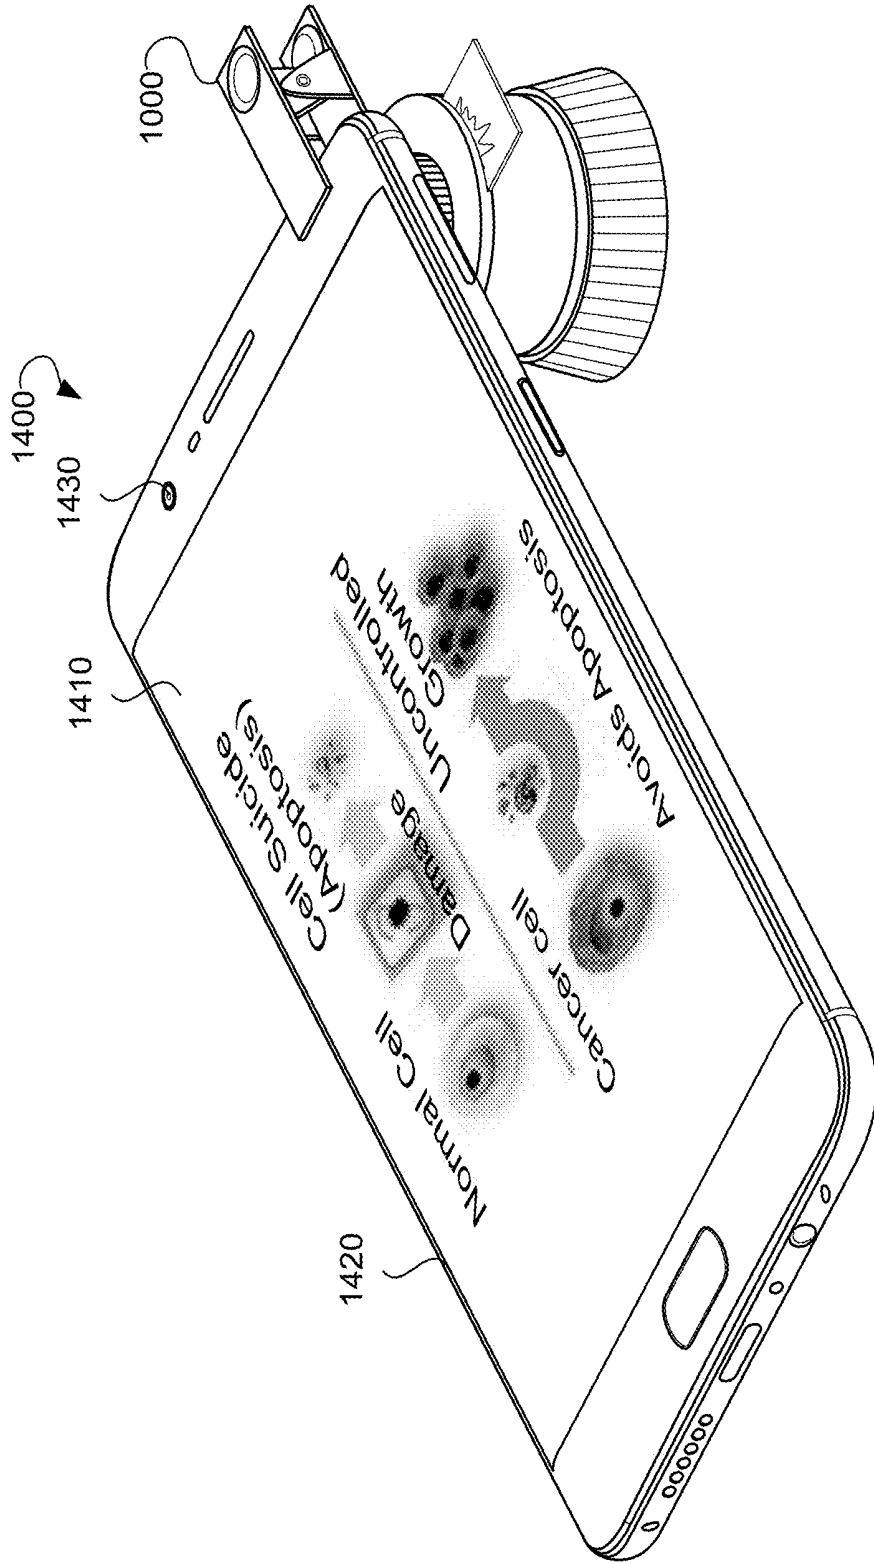 1000
1400
1430
1410
1420
Cell Suicide
(Apoptosis)
Normal Cell
Damage
Uncontrolled
Growth
Cancer cell
Avoids Apoptosis